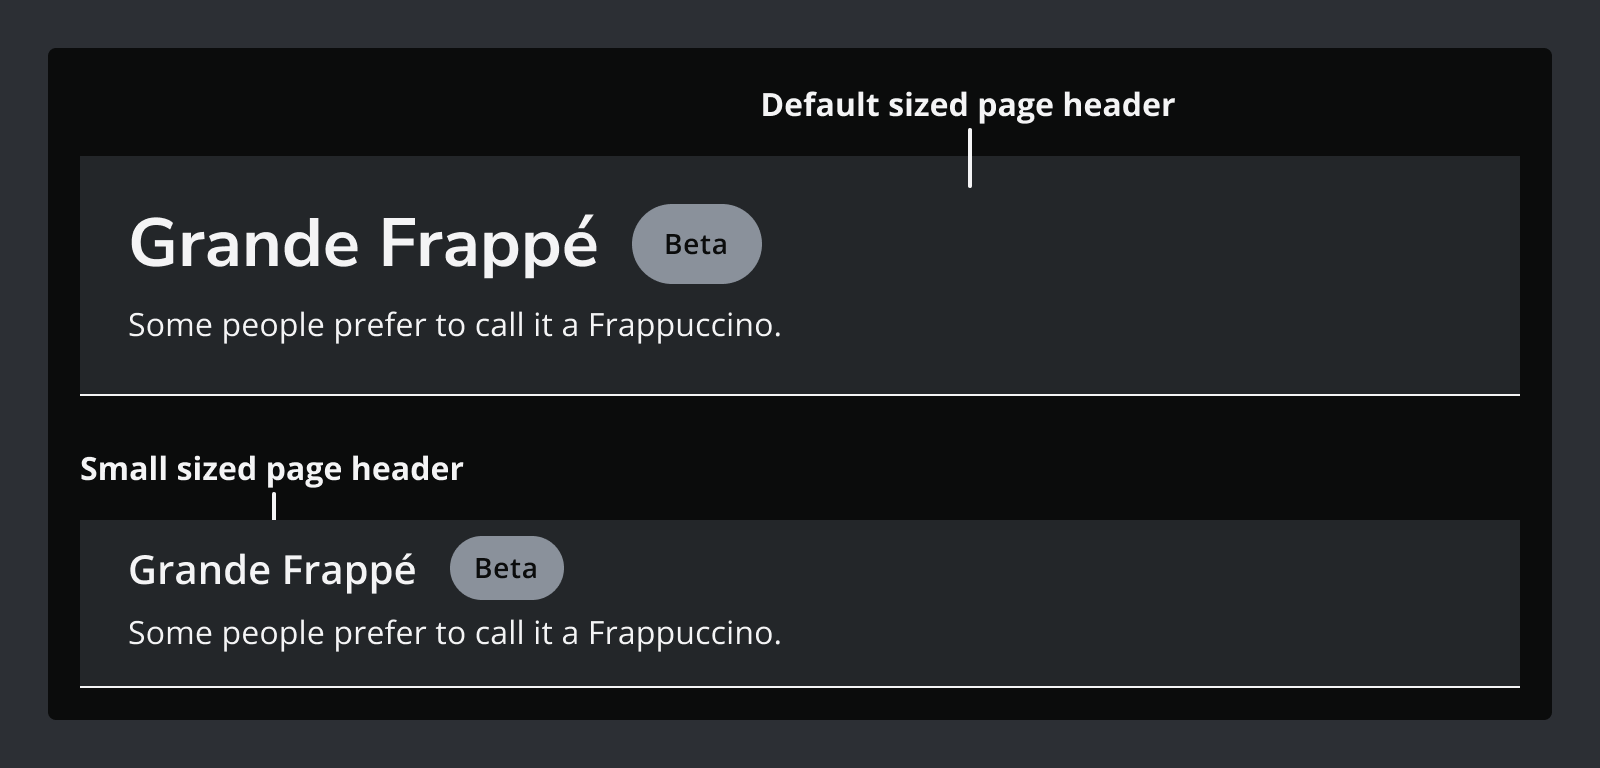 Default sized page header
Grande Frappé Beta
Some people prefer to call it a Frappuccino.
Small sized page header
Grande Frappé Beta
Some people prefer to call it a Frappuccino.